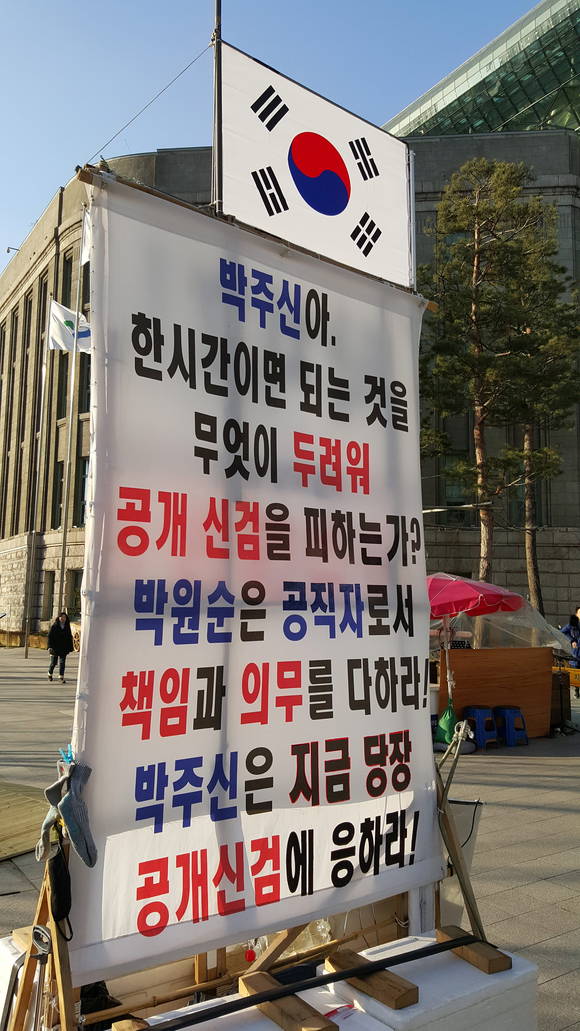 박주신아.
한시간이면 되는 것을
무엇이 두려워
공개 신검을 피하는가?
박원순은 공직자로서
책임과 의무를 다하라!
박주신은 지금 당장
공개신검에 응하라!